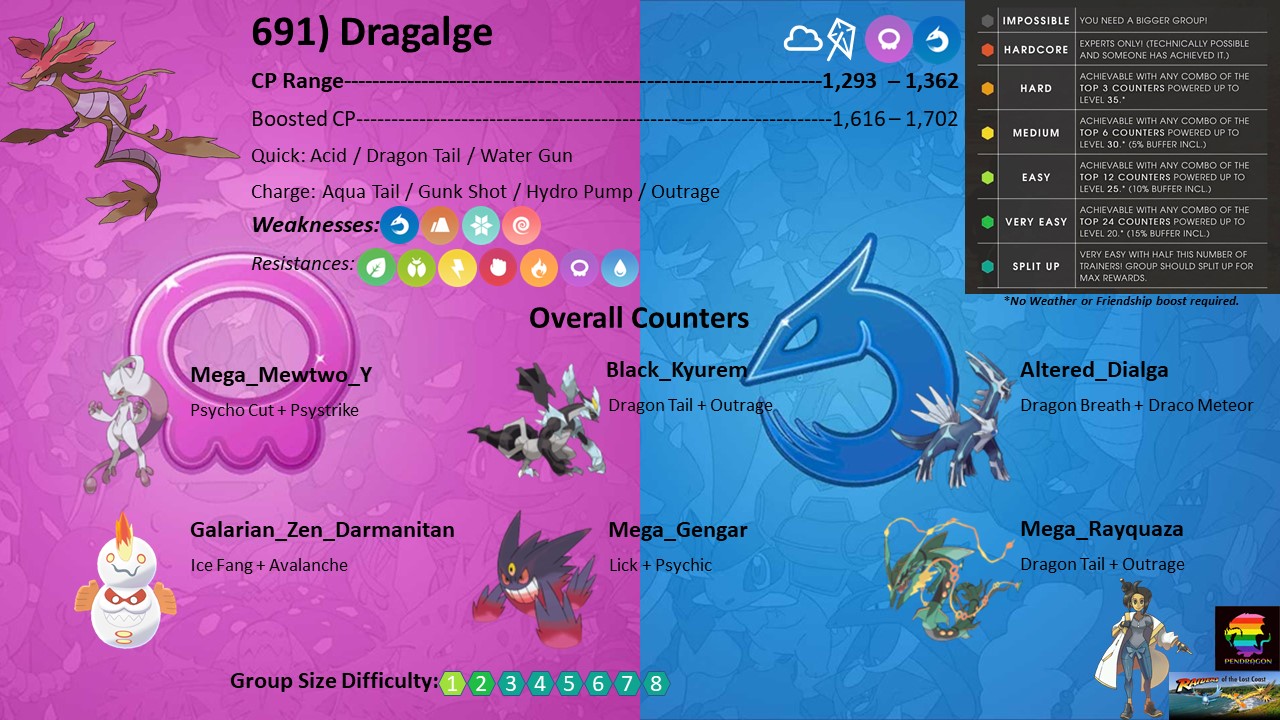 691) Dragalge
CP Range----------------------------------------------------------------------------------1,293 – 1,362
Boosted CP--------------------------------------------------------------------------------1,616 – 1,702
Quick: Acid / Dragon Tail / Water Gun
Charge: Aqua Tail / Gunk Shot / Hydro Pump / Outrage
Weaknesses:
Resistances:
IMPOSSIBLE YOU NEED A BIGGER GROUP!
HARDCORE EXPERTS ONLY! (TECHNICALLY POSSIBLE
AND SOMEONE HAS ACHIEVED IT.)
HARD ACHIEVABLE WITH ANY COMBO OF THE
TOP 3 COUNTERS POWERED UP TO
LEVEL 35.*
MEDIUM ACHIEVABLE WITH ANY COMBO OF THE
TOP 6 COUNTERS POWERED UP TO
LEVEL 30.* (5% BUFFER INCL.)
EASY ACHIEVABLE WITH ANY COMBO OF THE
TOP 12 COUNTERS POWERED UP TO
LEVEL 25.* (10% BUFFER INCL.)
VERY EASY ACHIEVABLE WITH ANY COMBO OF THE
TOP 24 COUNTERS POWERED UP TO
LEVEL 20.* (15% BUFFER INCL.)
SPLIT UP VERY EASY WITH HALF THIS NUMBER OF
TRAINERS! GROUP SHOULD SPLIT UP FOR
MAX REWARDS.
*No Weather or Friendship boost required.
Overall Counters
Mega_Mewtwo_Y
Psycho Cut + Psystrike
Black_Kyurem
Dragon Tail + Outrage
Altered_Dialga
Dragon Breath + Draco Meteor
Galarian_Zen_Darmanitan
Ice Fang + Avalanche
Mega_Gengar
Lick + Psychic
Mega_Rayquaza
Dragon Tail + Outrage
Group Size Difficulty: 1 2 3 4 5 6 7 8
PENDRAGON
RAIDERS of the Lost Coast